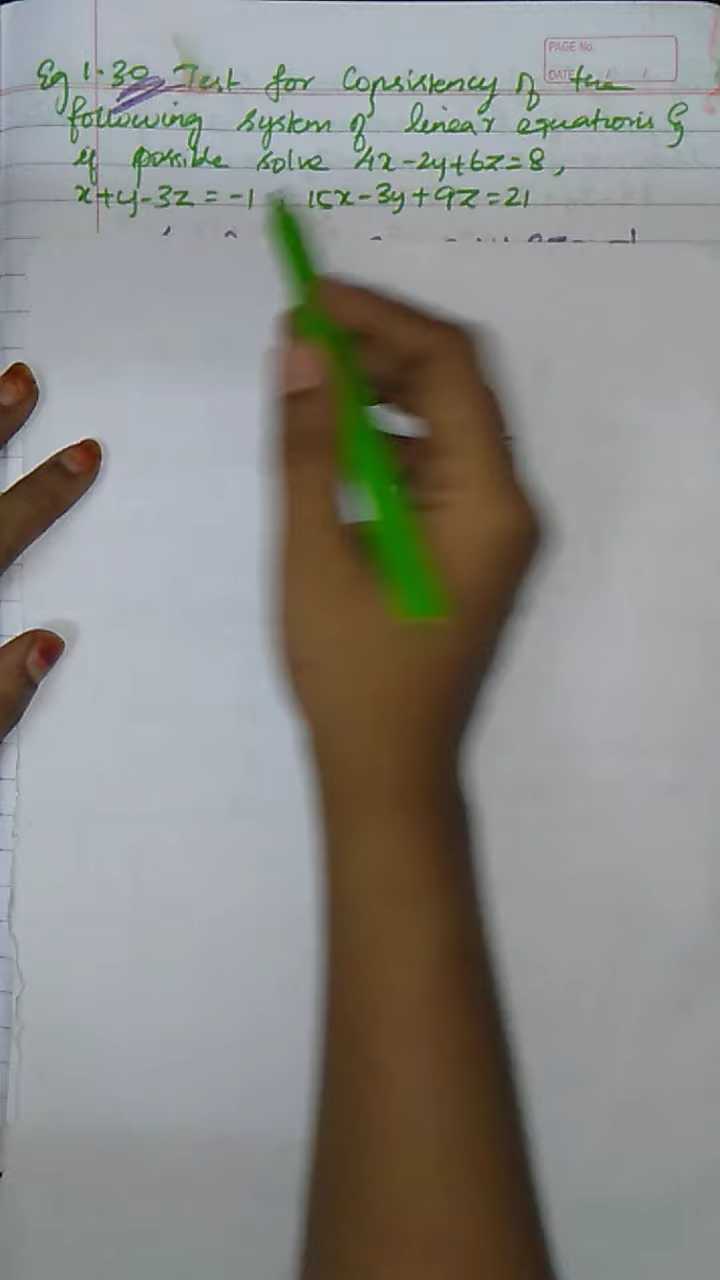 PAGE No.
DATE / /
Eg 1.30 Test for Consistency of the
following system of linear equations &
if possible solve 4x-2y+6z=8,
x+y-3z=-1, 15x-3y+9z=21